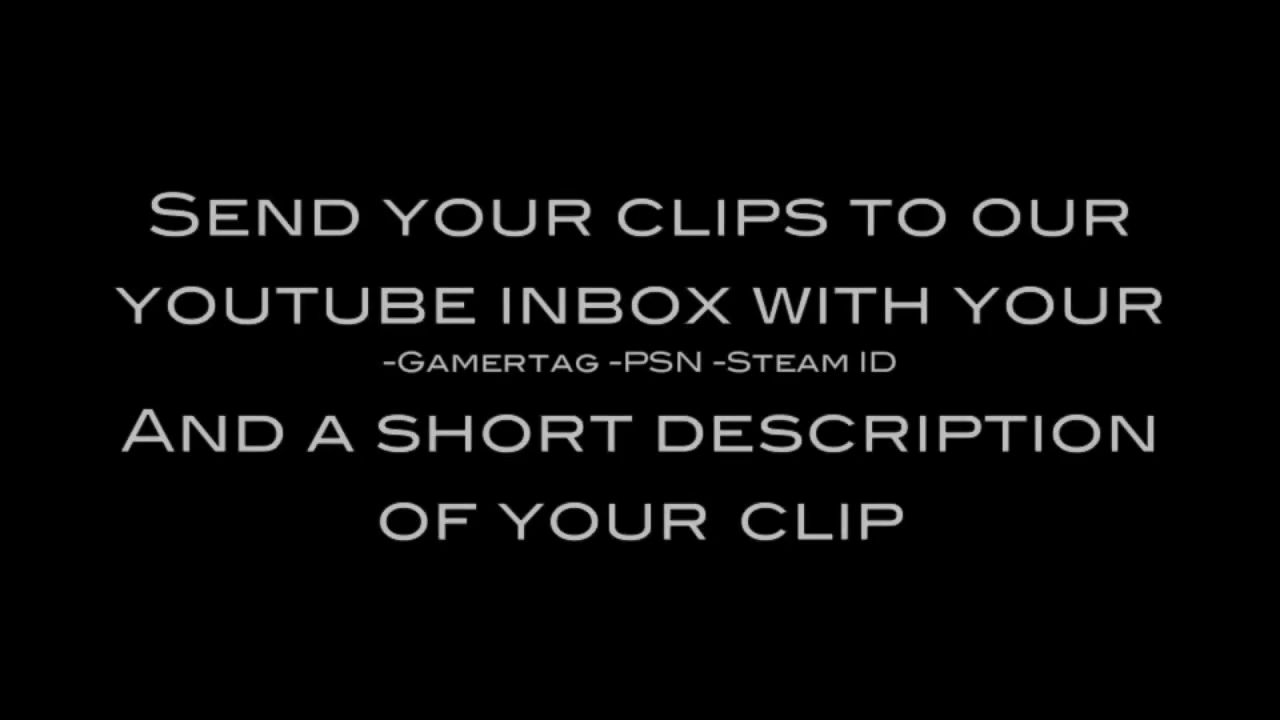 Send your clips to our
youtube inbox with your
-Gamertag -PSN -Steam ID
And a short description
of your clip